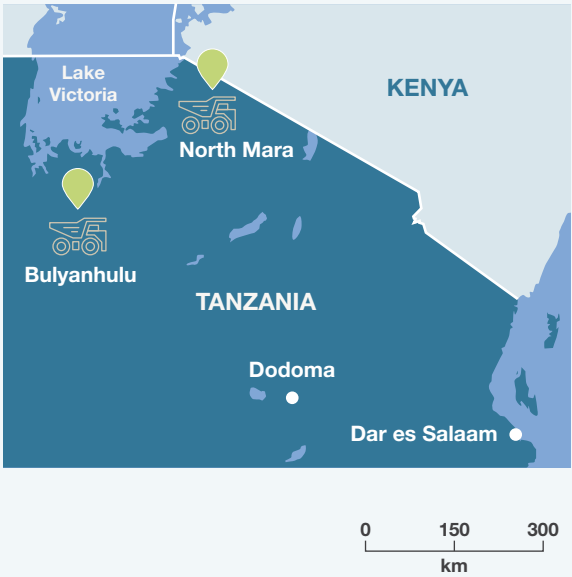 Lake
Victoria
KENYA
North Mara
Bulyanhulu
TANZANIA
Dodoma
Dar es Salaam
0 150 300
km